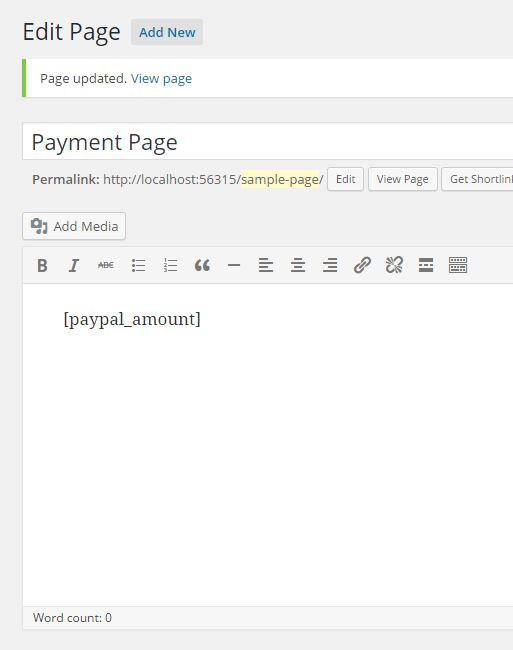 Edit Page Add New
Page updated. View page
Payment Page
Permalink: http://localhost:56315/sample-page/ Edit View Page Get Shortlin
Add Media
B I ABC
[paypal_amount]
Word count: 0